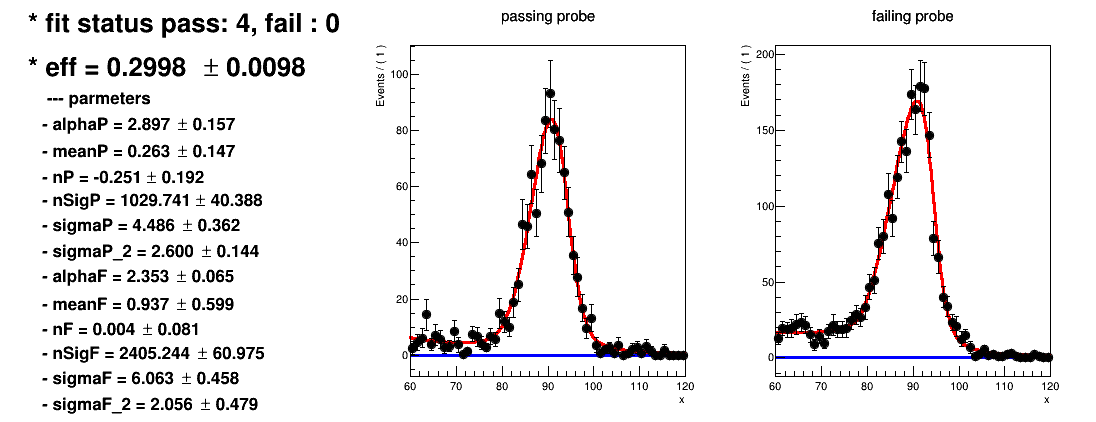 * fit status pass: 4, fail : 0
* eff = 0.2998 ± 0.0098
--- parmeters
- alphaP = 2.897 ± 0.157
- meanP = 0.263 ± 0.147
- nP = -0.251 ± 0.192
- nSigP = 1029.741 ± 40.388
- sigmaP = 4.486 ± 0.362
- sigmaP_2 = 2.600 ± 0.144
- alphaF = 2.353 ± 0.065
- meanF = 0.937 ± 0.599
- nF = 0.004 ± 0.081
- nSigF = 2405.244 ± 60.975
- sigmaF = 6.063 ± 0.458
- sigmaF_2 = 2.056 ± 0.479
passing probe
Events / ( 1 )
100
80
60
40
20
0
60 70 80 90 100 110 120
x
failing probe
Events / ( 1 )
200
150
100
50
0
60 70 80 90 100 110 120
x